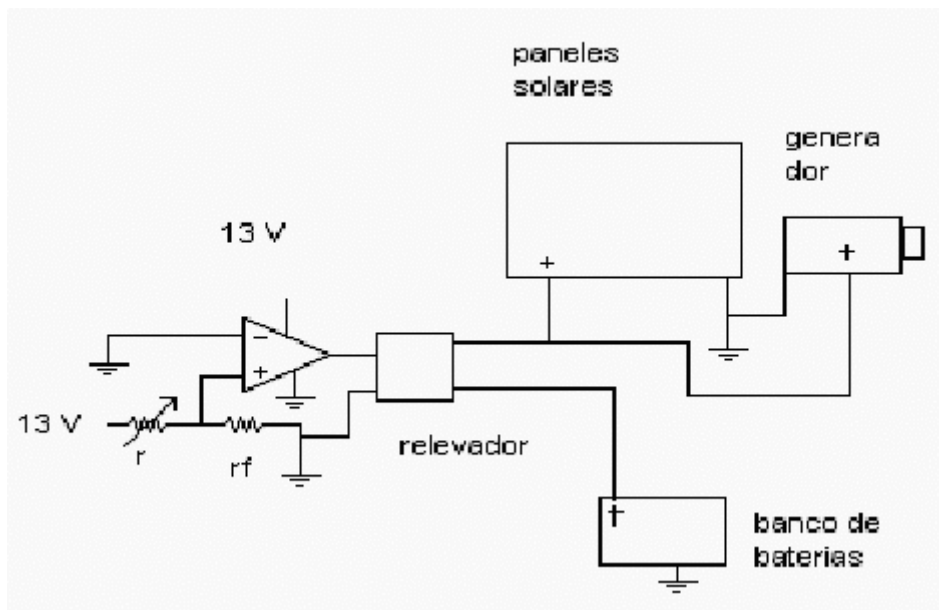 paneles
solares
genera
dor
13 V
+
+
−
+
13 V
r
rf
relevador
+
banco de
baterias